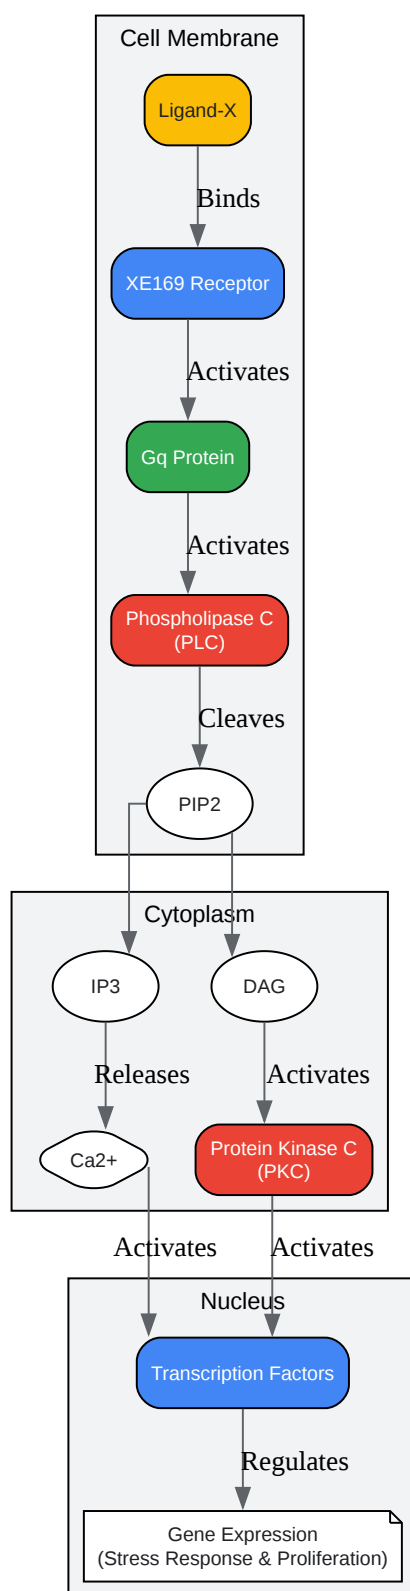 Cell Membrane
Ligand-X
Binds
XE169 Receptor
Activates
Gq Protein
Activates
Phospholipase C
(PLC)
Cleaves
PIP2
Cytoplasm
IP3
DAG
Releases
Activates
Ca2+
Protein Kinase C
(PKC)
Activates
Activates
Nucleus
Transcription Factors
Regulates
Gene Expression
(Stress Response & Proliferation)